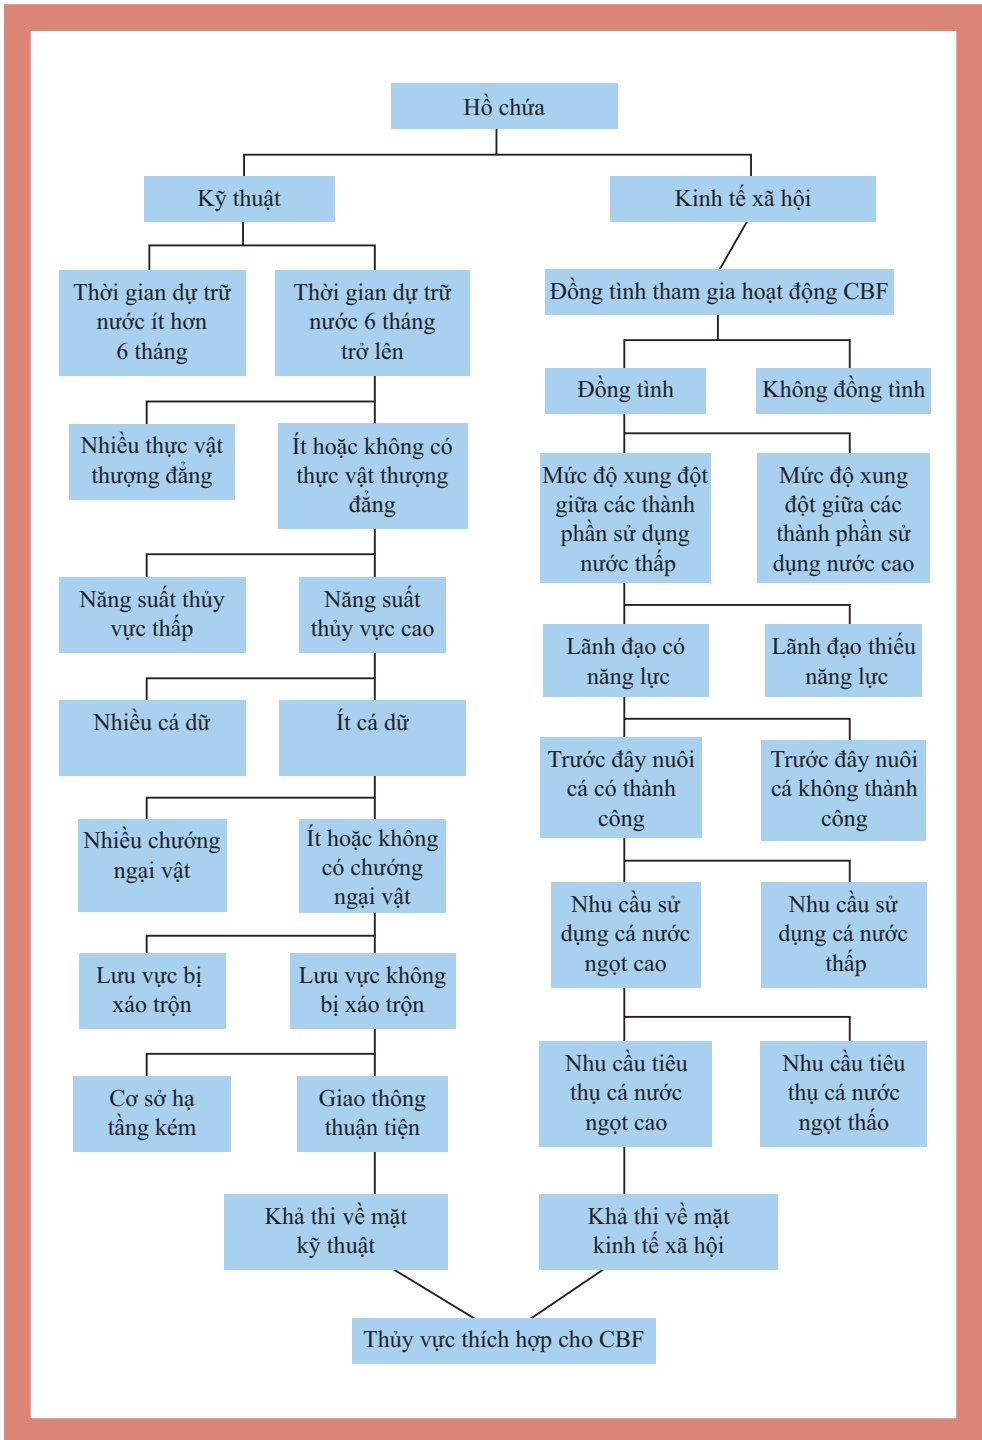 Hồ chứa
Kỹ thuật
Kinh tế xã hội
Thời gian dự trữ
nước ít hơn
6 tháng
Thời gian dự trữ
nước 6 tháng
trở lên
Đồng tình tham gia hoạt động CBF
Đồng tình
Không đồng tình
Nhiều thực vật
thượng đẳng
Ít hoặc không có
thực vật thượng
đẳng
Mức độ xung đột
giữa các thành
phần sử dụng
nước thấp
Mức độ xung
đột giữa các
thành phần sử
dụng nước cao
Năng suất thủy
vực thấp
Năng suất
thủy vực cao
Lãnh đạo có
năng lực
Lãnh đạo thiếu
năng lực
Nhiều cá dữ
Ít cá dữ
Trước đây nuôi
cá có thành
công
Trước đây nuôi
cá không thành
công
Nhiều chướng
ngại vật
Ít hoặc không
có chướng
ngại vật
Nhu cầu sử
dụng cá nước
ngọt cao
Nhu cầu sử
dụng cá nước
thấp
Lưu vực bị
xáo trộn
Lưu vực không
bị xáo trộn
Cơ sở hạ
tầng kém
Giao thông
thuận tiện
Nhu cầu tiêu
thụ cá nước
ngọt cao
Nhu cầu tiêu
thụ cá nước
ngọt thấo
Khả thi về mặt
kỹ thuật
Khả thi về mặt
kinh tế xã hội
Thủy vực thích hợp cho CBF